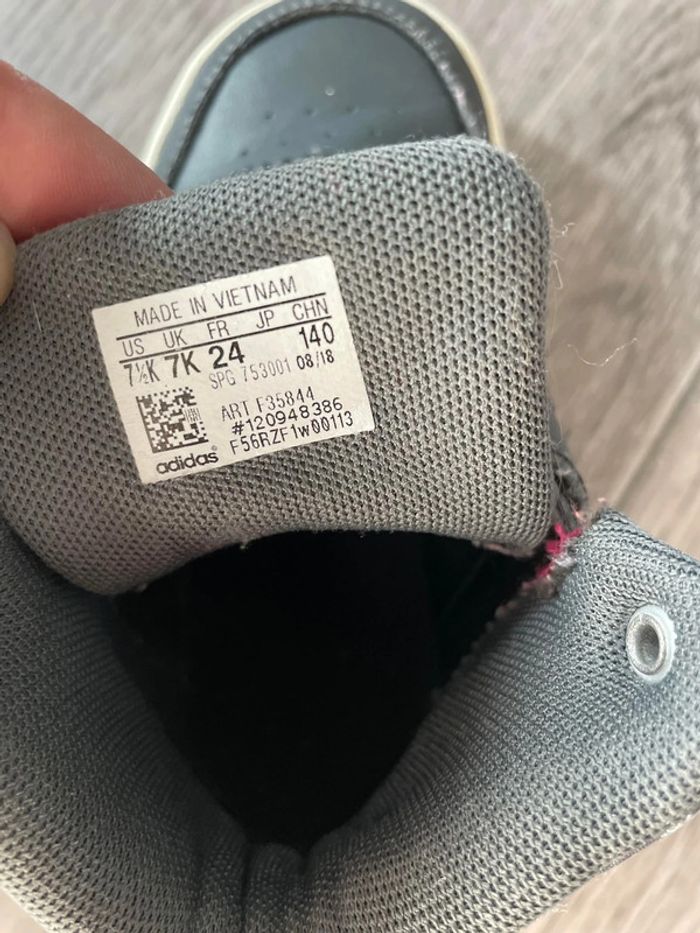 MADE IN VIETNAM
US UK FR JP CHN
7½K 7K 24 140
SPG 753001 08/18
ART F35844
#120948386
F56RZF1W00113
adidas